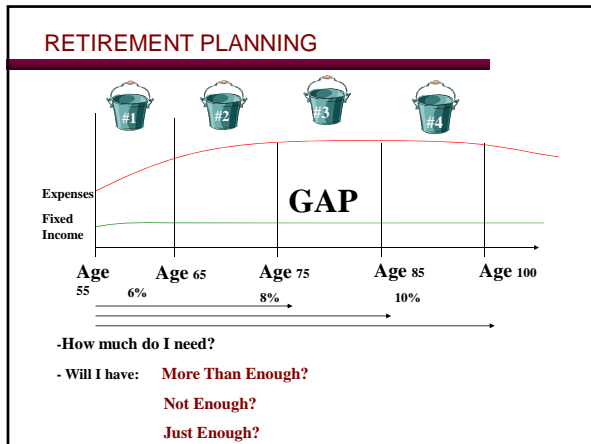 RETIREMENT PLANNING
#1 #2 #3 #4
Expenses
GAP
Fixed
Income
Age 55 Age 65 Age 75 Age 85 Age 100
6% 8% 10%
-How much do I need?
- Will I have: More Than Enough?
Not Enough?
Just Enough?